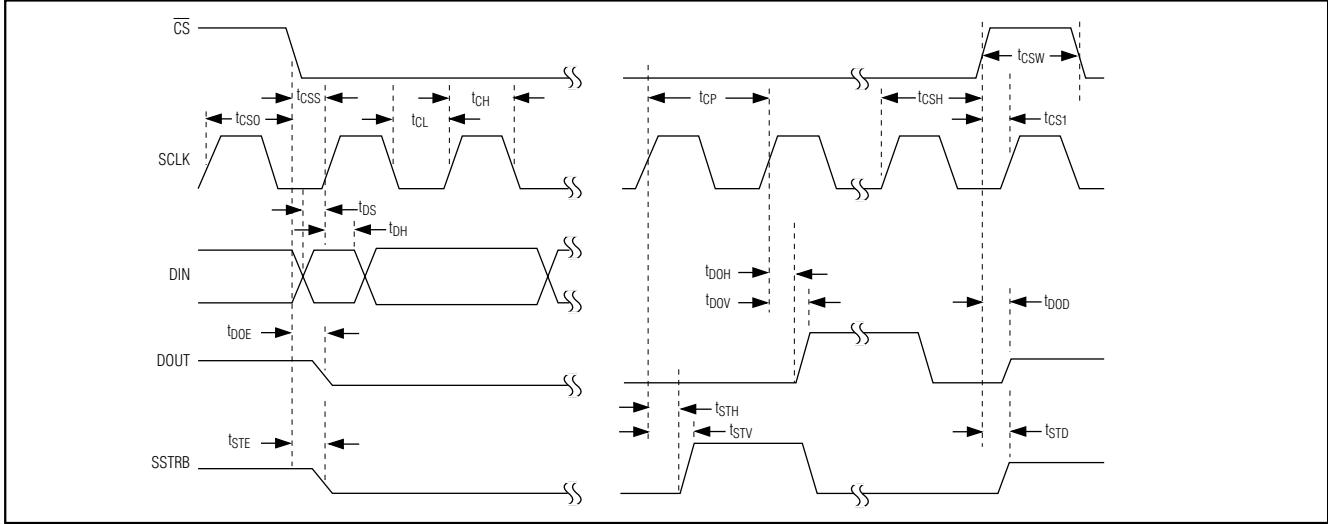 CS
tCSW
tCSS
tCH
tCP
tCSH
tCSO
tCL
tCS1
SCLK
tDS
tDH
DIN
tDOH
tDOV
tDOD
tDOE
DOUT
tSTH
tSTV
tSTE
tSTD
SSTRB